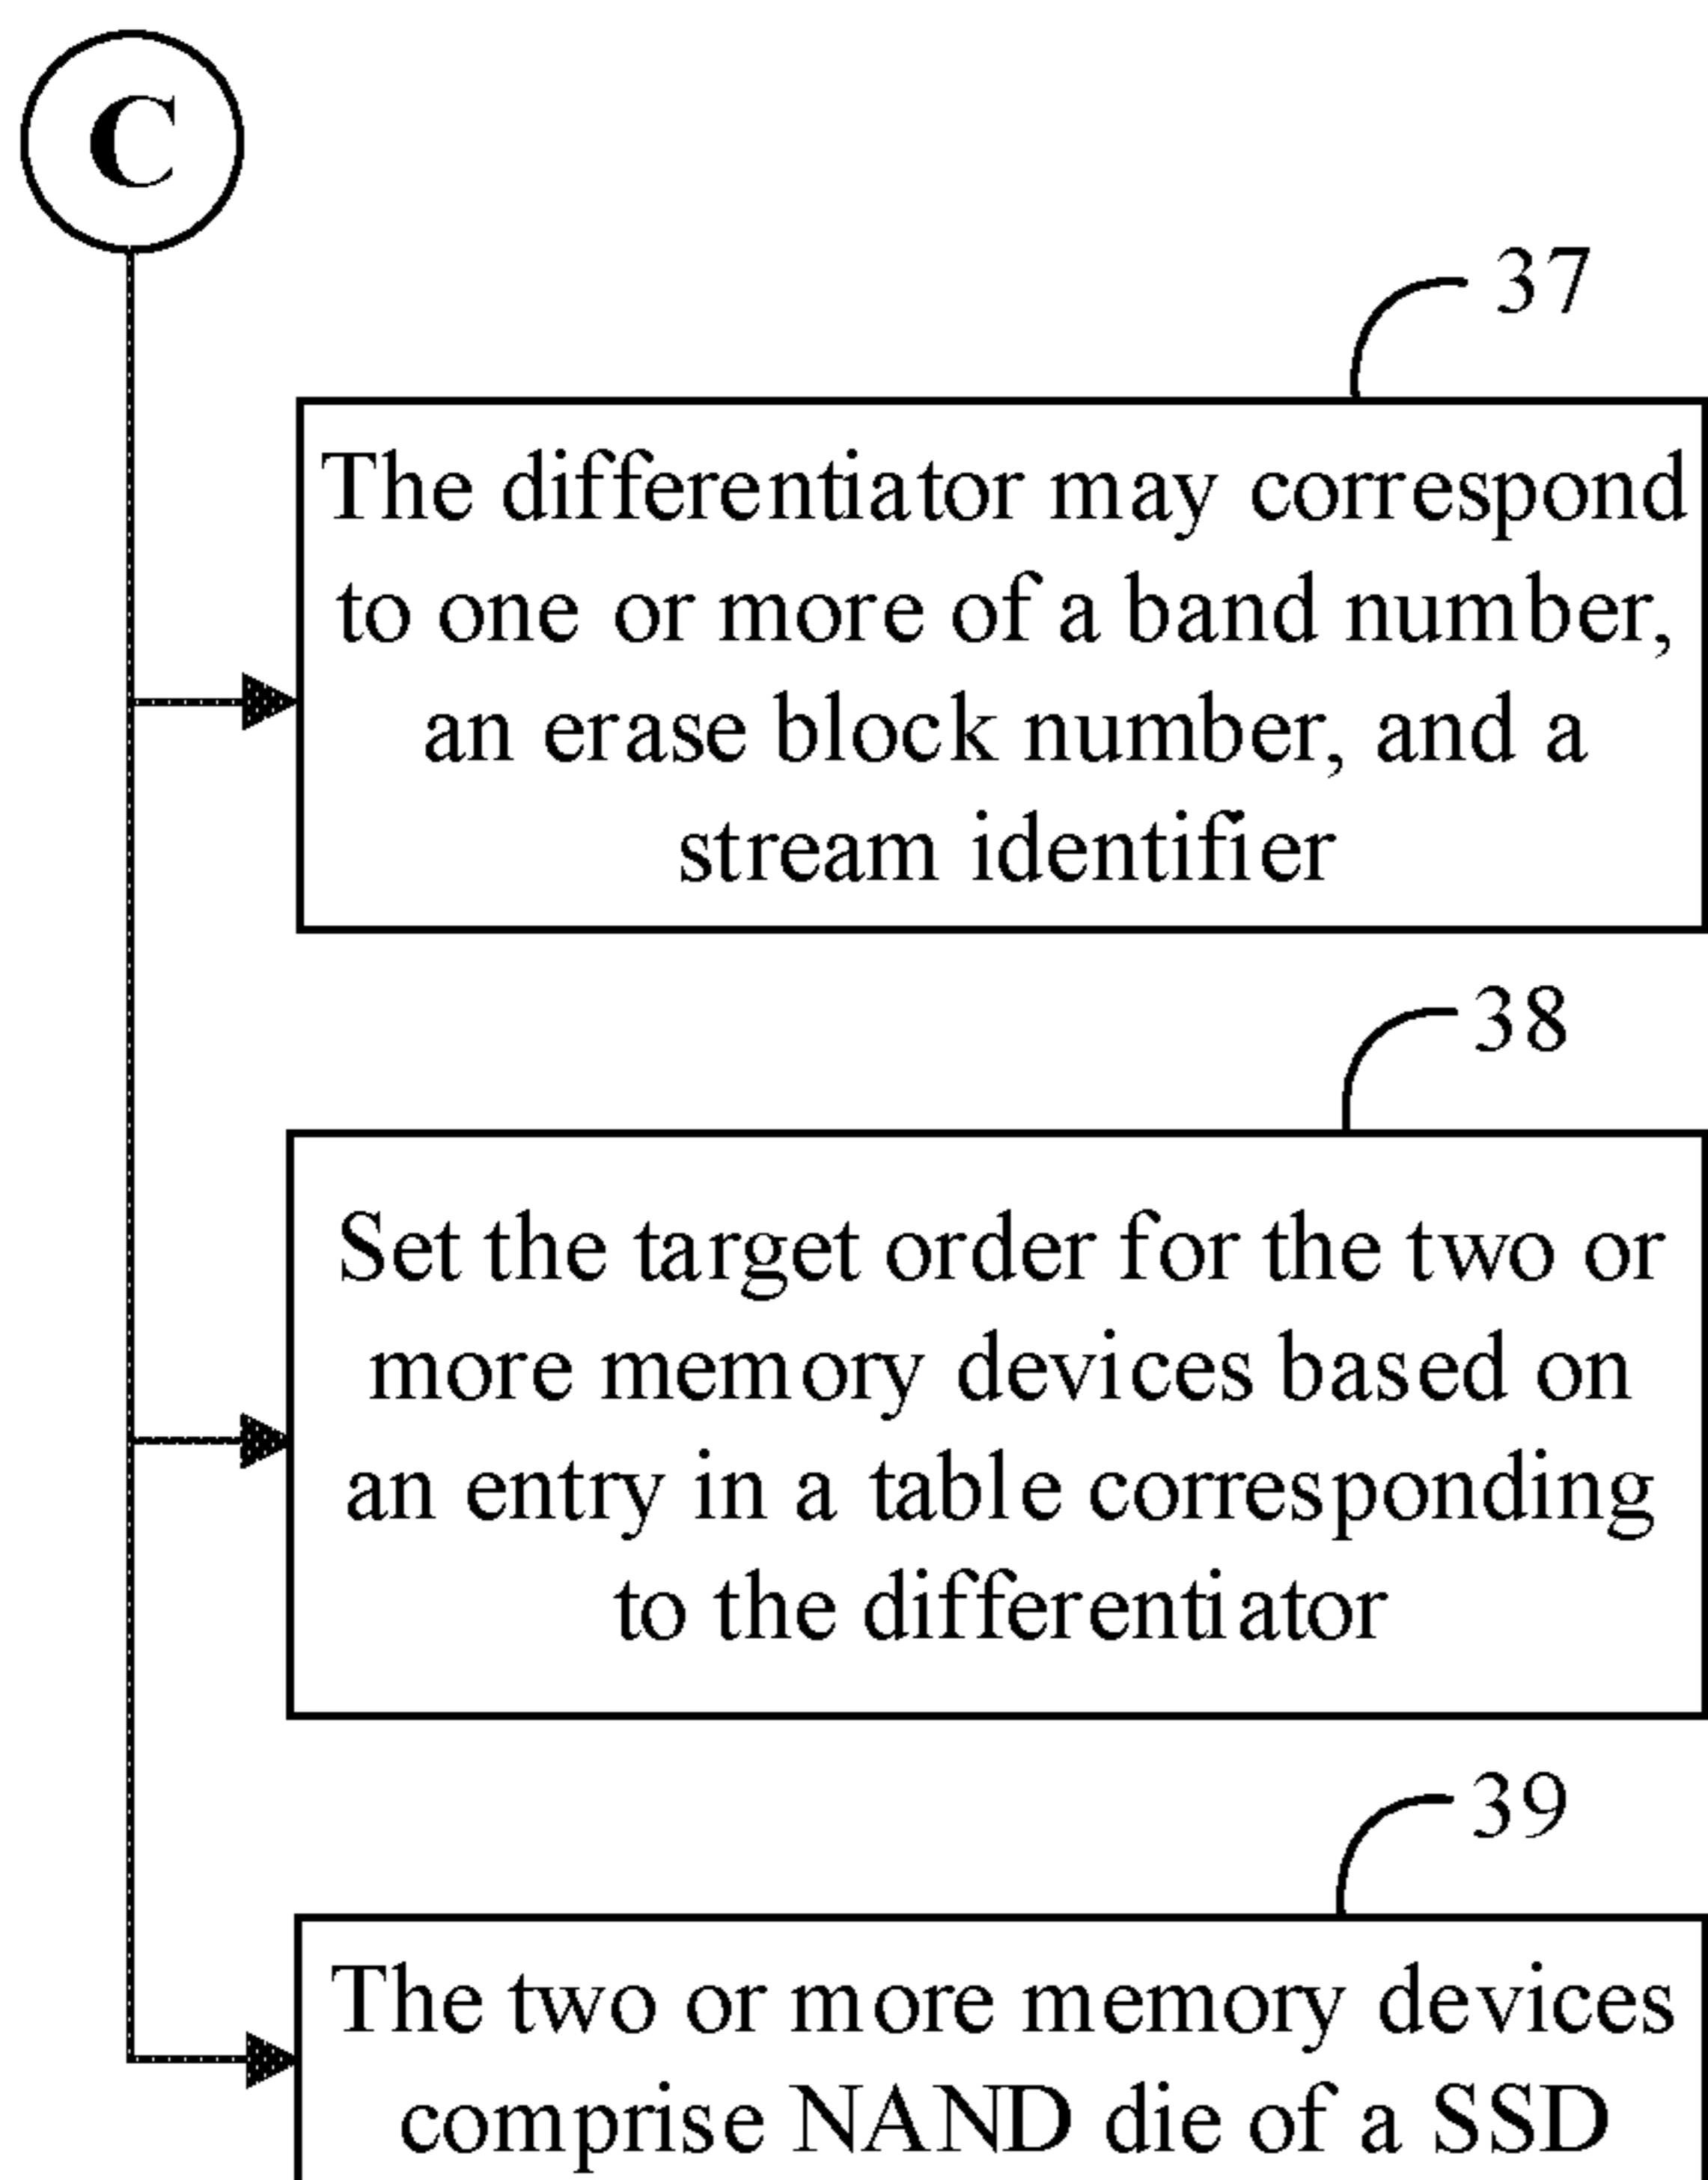 C
37
The differentiator may correspond
to one or more of a band number,
an erase block number, and a
stream identifier
38
Set the target order for the two or
more memory devices based on
an entry in a table corresponding
to the differentiator
39
The two or more memory devices
comprise NAND die of a SSD